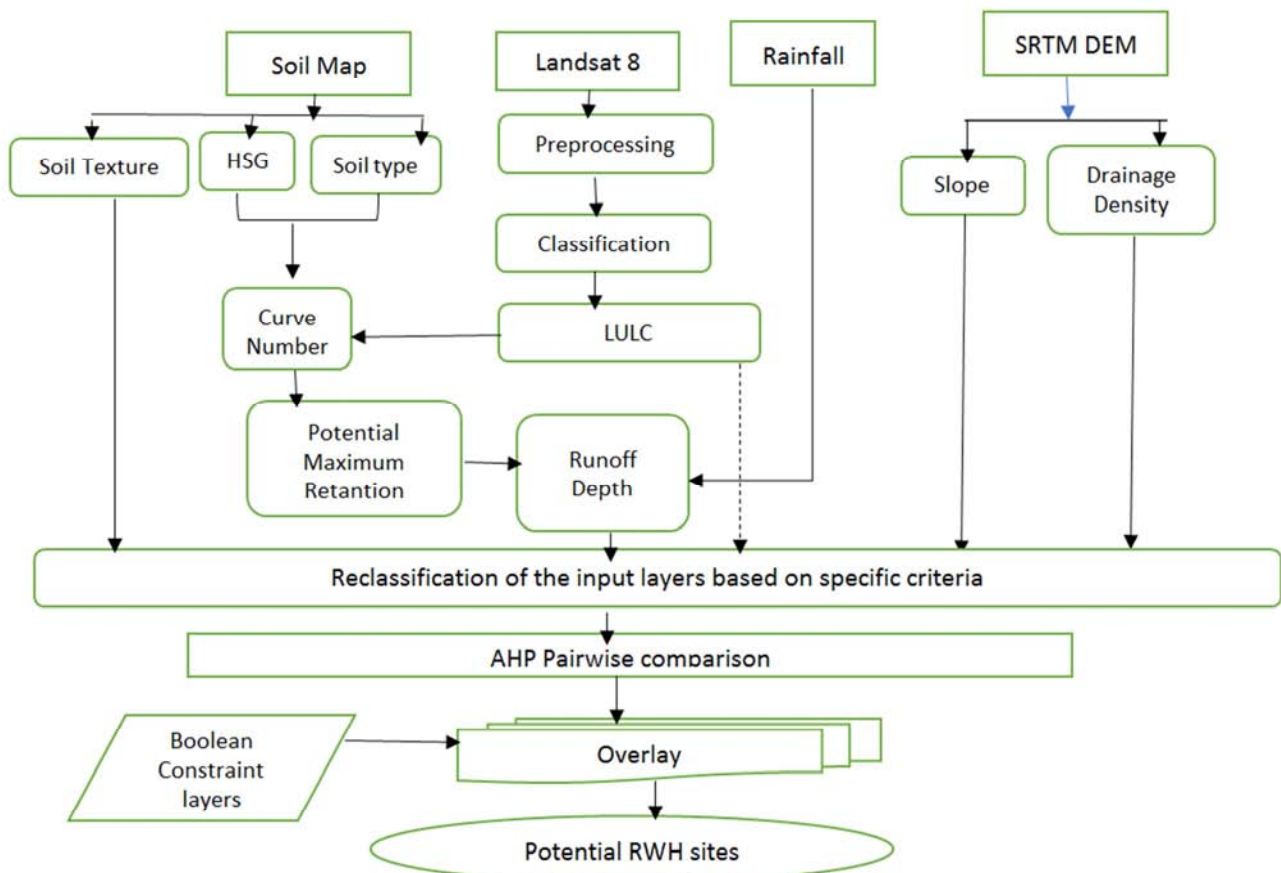 Soil Map
Landsat 8
Rainfall
SRTM DEM
Soil Texture
HSG
Soil type
Preprocessing
Slope
Drainage
Density
Classification
Curve
Number
LULC
Potential
Maximum
Retantion
Runoff
Depth
Reclassification of the input layers based on specific criteria
AHP Pairwise comparison
Boolean
Constraint
layers
Overlay
Potential RWH sites